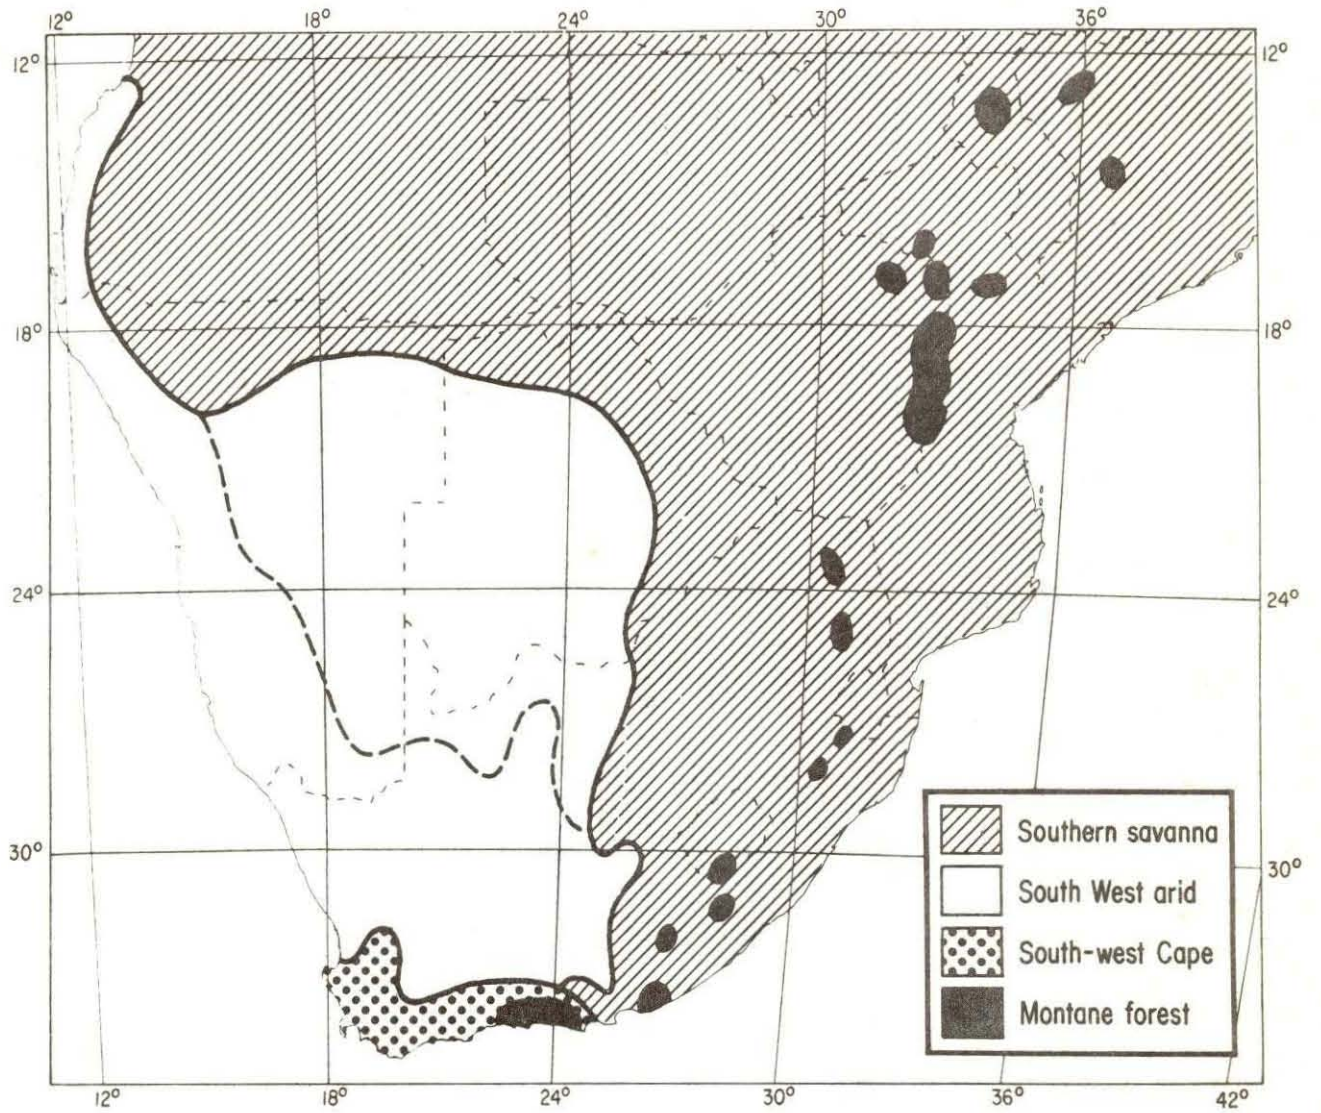 12° 18° 24° 30° 36°
12° 12°
18° 18°
24° 24°
30° 30°
Southern savanna
South West arid
South-west Cape
Montane forest
12° 18° 24° 30° 36° 42°